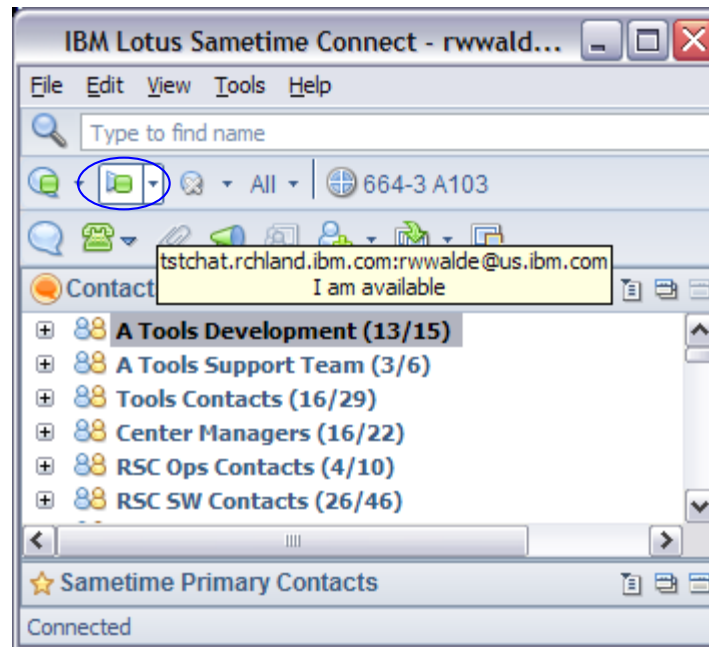 IBM Lotus Sametime Connect - rwwald...
File Edit View Tools Help
Type to find name
All 664-3 A103
tstchat.rchland.ibm.com:rwwalde@us.ibm.com
I am available
Contact
A Tools Development (13/15)
A Tools Support Team (3/6)
Tools Contacts (16/29)
Center Managers (16/22)
RSC Ops Contacts (4/10)
RSC SW Contacts (26/46)
Sametime Primary Contacts
Connected